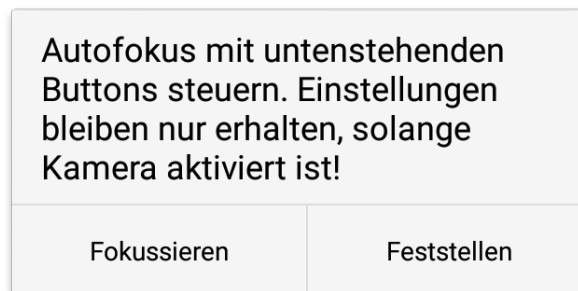 Autofokus mit untenstehenden
Buttons steuern. Einstellungen
bleiben nur erhalten, solange
Kamera aktiviert ist!
Fokussieren
Feststellen